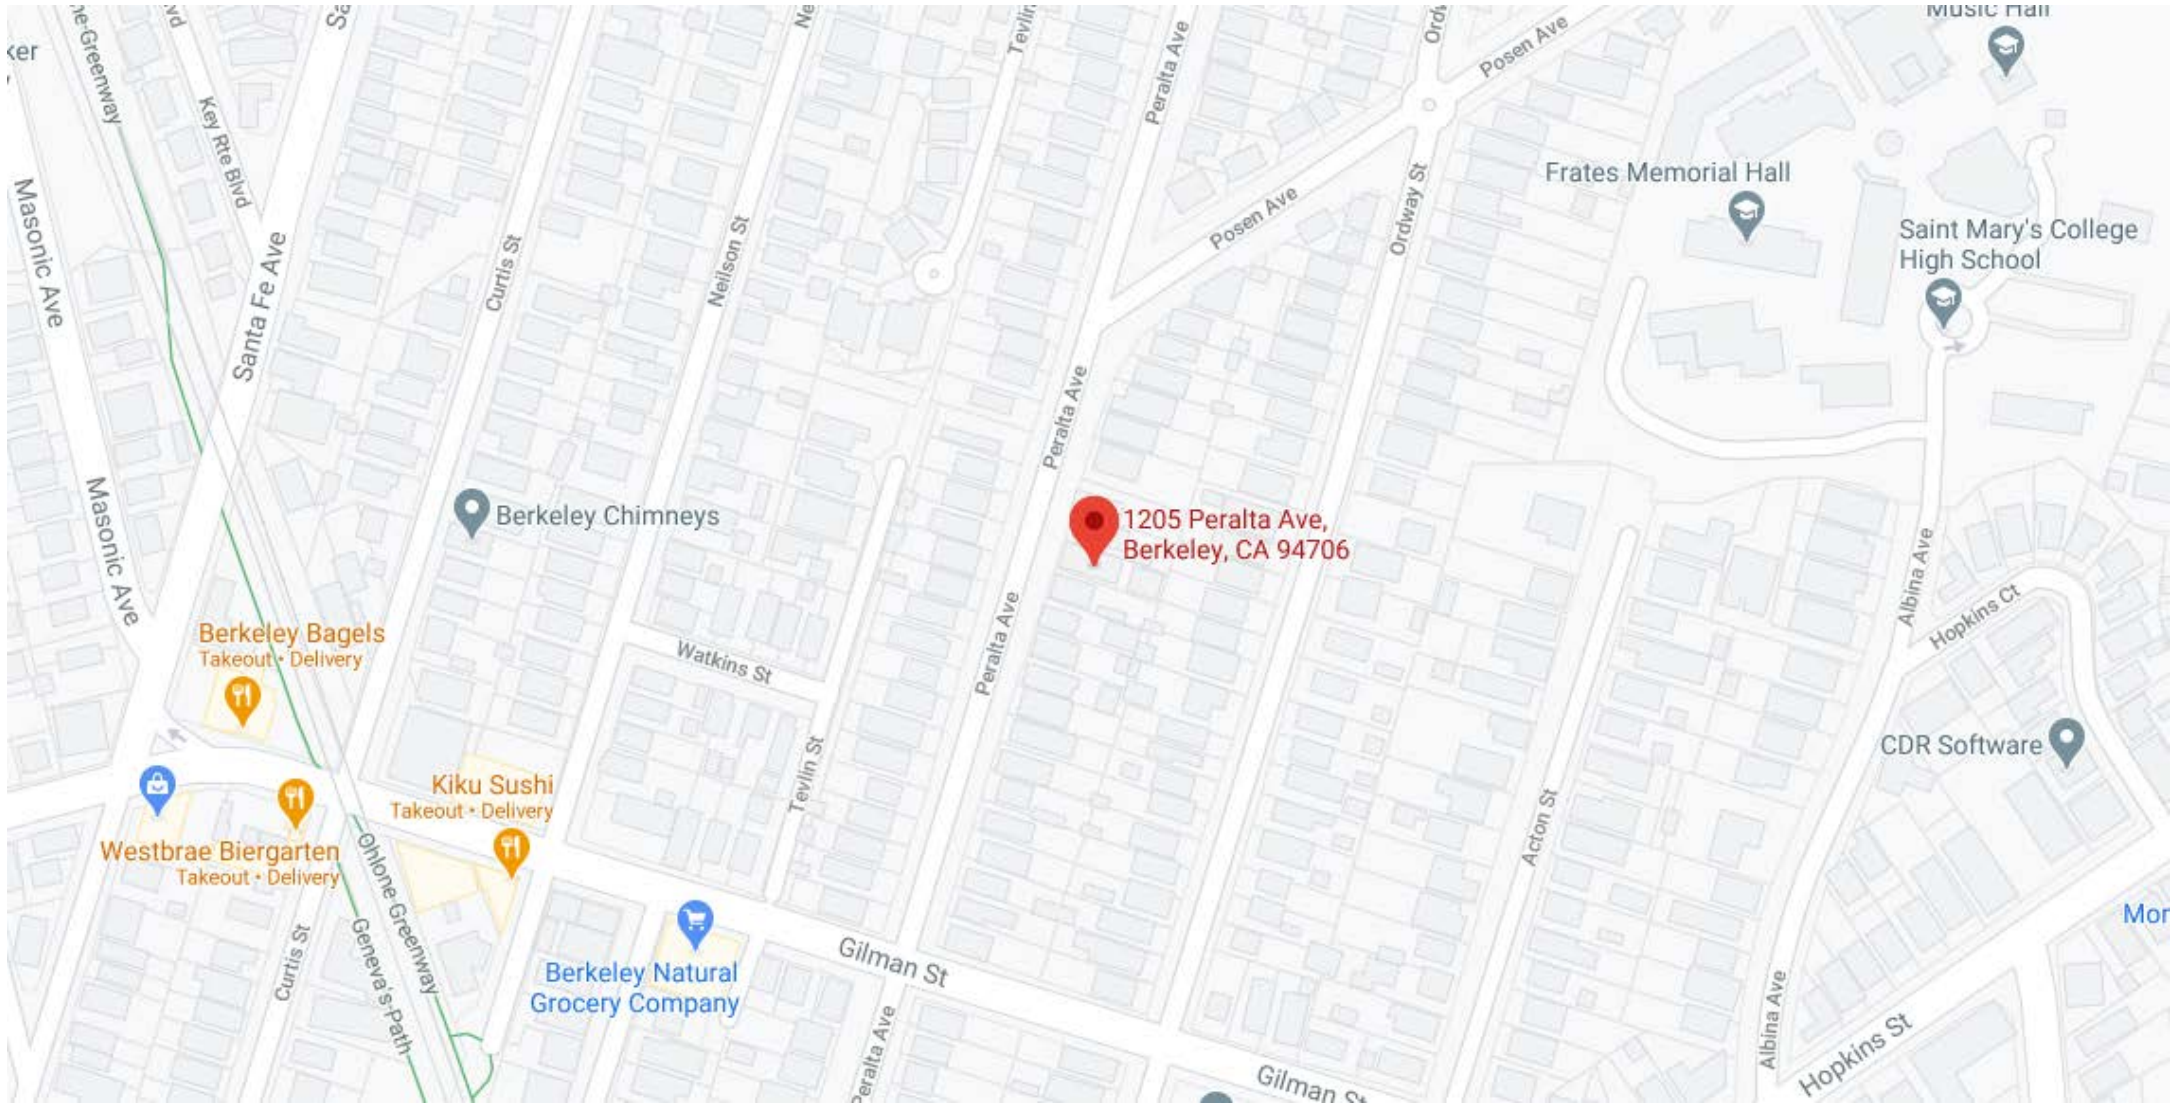 Music Hall
ker
Posen Ave
Peralta Ave
Key Rte Blvd
Masonic Ave
Frates Memorial Hall
Santa Fe Ave
Curtis St
Neilson St
Posen Ave
Ordway St
Saint Mary's College
High School
Peralta Ave
Masonic Ave
Berkeley Chimneys
1205 Peralta Ave,
Berkeley, CA 94706
Albina Ave
Hopkins Ct
Berkeley Bagels
Takeout • Delivery
Watkins St
Peralta Ave
CDR Software
Tevlin St
Kiku Sushi
Takeout • Delivery
Acton St
Westbrae Biergarten
Takeout • Delivery
Ohlone Greenway
Geneva's Path
Curtis St
Gilman St
Berkeley Natural
Grocery Company
Mor
Peralta Ave
Albina Ave
Hopkins St
Gilman St